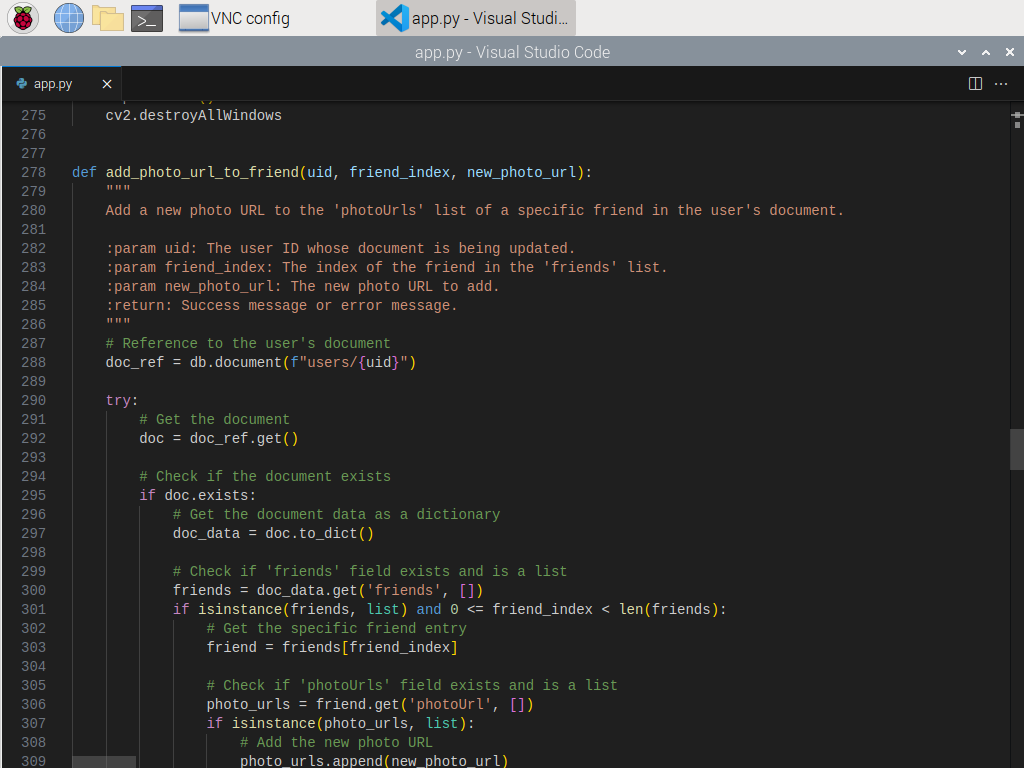 VNC config
app.py - Visual Studi...
app.py - Visual Studio Code
app.py
275 cv2.destroyAllWindows
276
277
278 def add_photo_url_to_friend(uid, friend_index, new_photo_url):
279 """
280 Add a new photo URL to the 'photoUrls' list of a specific friend in the user's document.
281
282 :param uid: The user ID whose document is being updated.
283 :param friend_index: The index of the friend in the 'friends' list.
284 :param new_photo_url: The new photo URL to add.
285 :return: Success message or error message.
286 """
287 # Reference to the user's document
288 doc_ref = db.document(f"users/{uid}")
289
290 try:
291 # Get the document
292 doc = doc_ref.get()
293
294 # Check if the document exists
295 if doc.exists:
296 # Get the document data as a dictionary
297 doc_data = doc.to_dict()
298
299 # Check if 'friends' field exists and is a list
300 friends = doc_data.get('friends', [])
301 if isinstance(friends, list) and 0 <= friend_index < len(friends):
302 # Get the specific friend entry
303 friend = friends[friend_index]
304
305 # Check if 'photoUrls' field exists and is a list
306 photo_urls = friend.get('photoUrl', [])
307 if isinstance(photo_urls, list):
308 # Add the new photo URL
309 photo_urls.append(new_photo_url)